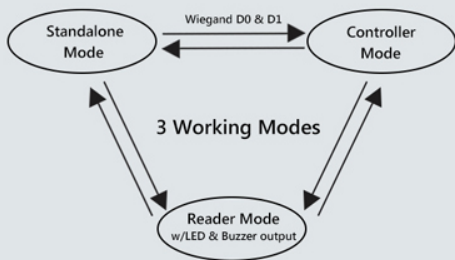 Wiegand D0 & D1
Standalone
Mode
Controller
Mode
3 Working Modes
Reader Mode
w/LED & Buzzer output